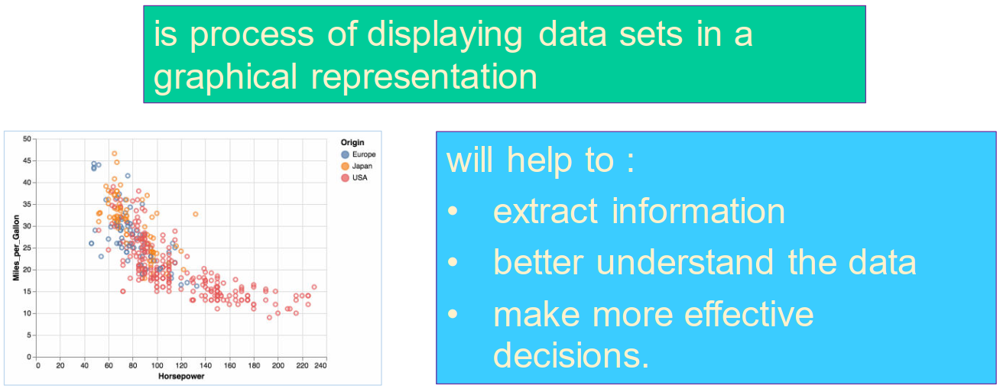 is process of displaying data sets in a
graphical representation
50
45
40
35
30
25
20
15
10
5
0
Miles_per_Gallon
0 20 40 60 80 100 120 140 160 180 200 220 240
Horsepower
Origin
Europe
Japan
USA
will help to :
• extract information
• better understand the data
• make more effective
decisions.